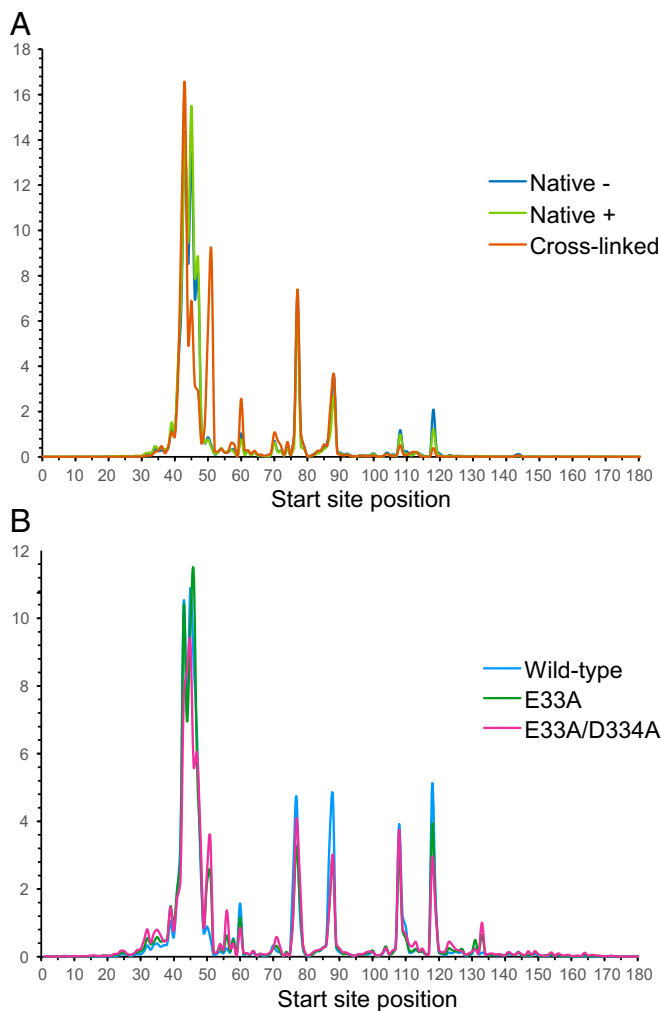 A
18
16
14
12
10
8
6
4
2
0
Native -
Native +
Cross-linked
0 10 20 30 40 50 60 70 80 90 100 110 120 130 140 150 160 170 180
Start site position
B
12
10
8
6
4
2
0
Wild-type
E33A
E33A/D334A
0 10 20 30 40 50 60 70 80 90 100 110 120 130 140 150 160 170 180
Start site position